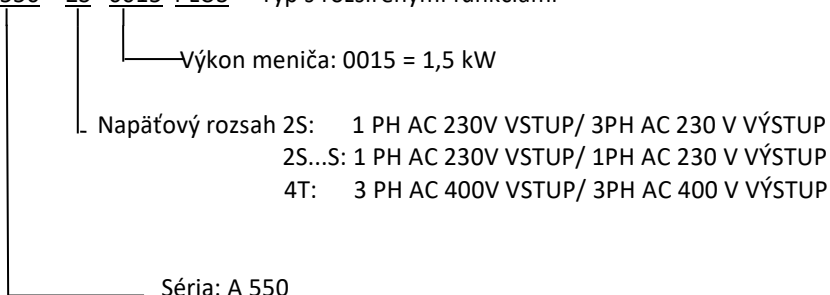 Výkon meniča: 0015 = 1,5 kW
Napäťový rozsah 2S: 1 PH AC 230V VSTUP/ 3PH AC 230 V VÝSTUP
2S...S: 1 PH AC 230V VSTUP/ 1PH AC 230 V VÝSTUP
4T: 3 PH AC 400V VSTUP/ 3PH AC 400 V VÝSTUP
Séria: A 550